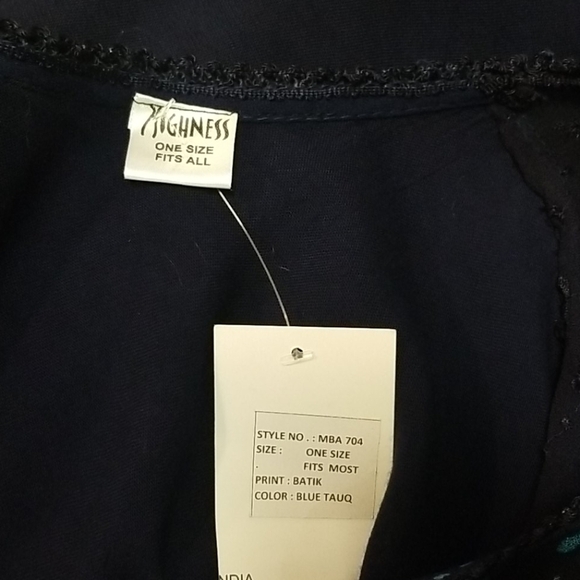 HIGHNESS
ONE SIZE
FITS ALL
STYLE NO . : MBA 704
SIZE : ONE SIZE
. FITS MOST
PRINT : BATIK
COLOR : BLUE TAUQ